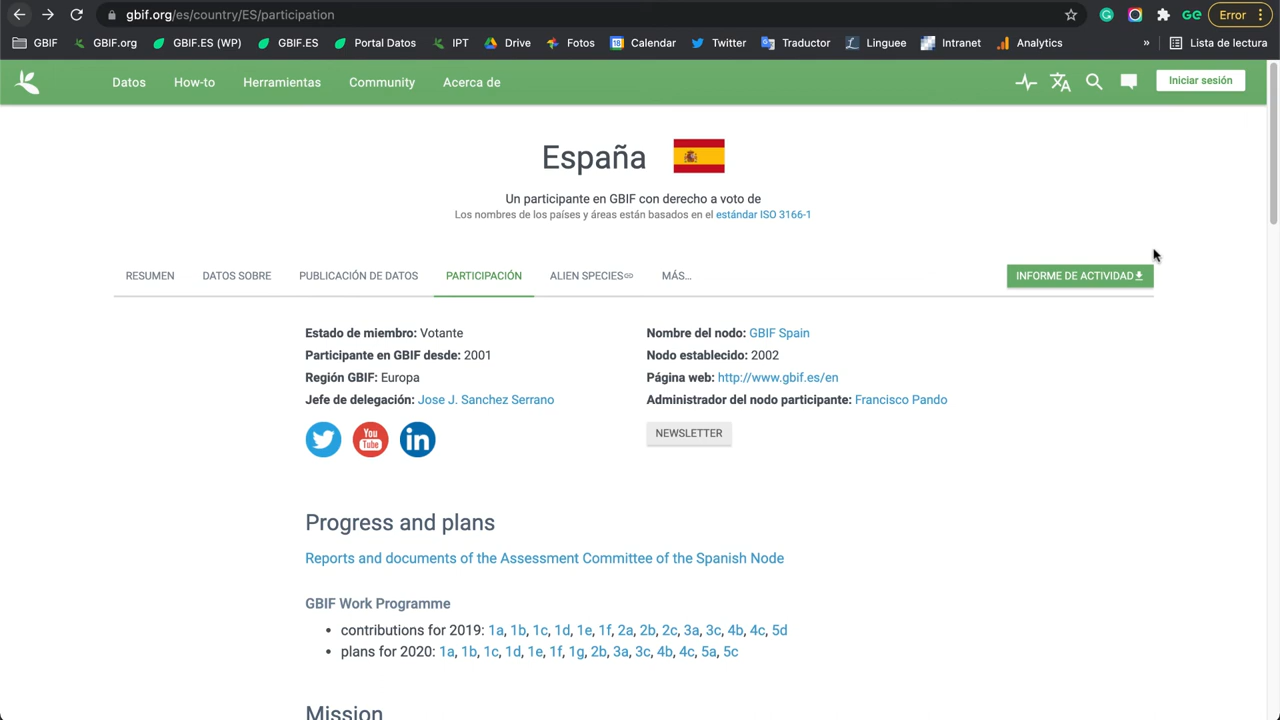 gbif.org/es/country/ES/participation
Error
GBIF GBIF.org GBIF.ES (WP) GBIF.ES Portal Datos IPT Drive Fotos Calendar Twitter Traductor Linguee Intranet Analytics » Lista de lectura
Datos How-to Herramientas Community Acerca de Iniciar sesión
España
Un participante en GBIF con derecho a voto de
Los nombres de los países y áreas están basados en el estándar ISO 3166-1
RESUMEN DATOS SOBRE PUBLICACIÓN DE DATOS PARTICIPACIÓN ALIEN SPECIES MÁS... INFORME DE ACTIVIDAD
Estado de miembro: Votante
Participante en GBIF desde: 2001
Región GBIF: Europa
Jefe de delegación: Jose J. Sanchez Serrano
Nombre del nodo: GBIF Spain
Nodo establecido: 2002
Página web: http://www.gbif.es/en
Administrador del nodo participante: Francisco Pando
You
Tube
in
NEWSLETTER
Progress and plans
Reports and documents of the Assessment Committee of the Spanish Node
GBIF Work Programme
• contributions for 2019: 1a, 1b, 1c, 1d, 1e, 1f, 2a, 2b, 2c, 3a, 3c, 4b, 4c, 5d
• plans for 2020: 1a, 1b, 1c, 1d, 1e, 1f, 1g, 2b, 3a, 3c, 4b, 4c, 5a, 5c
Mission